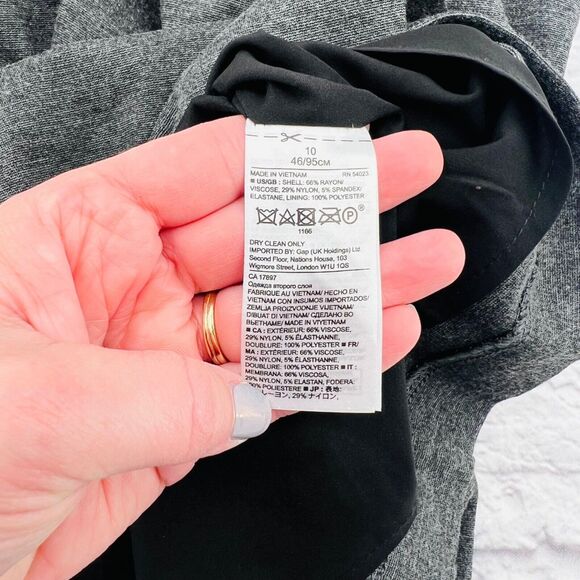 10
46/95CM
MADE IN VIETNAM RN 54023
■ US/GB : SHELL: 66% RAYON/
VISCOSE, 29% NYLON, 5% SPANDEX/
ELASTANE, LINING: 100% POLYESTER
P
1166
DRY CLEAN ONLY
IMPORTED BY: Gap (UK Holdings) Ltd.
Second Floor, Nations House, 103
Wigmore Street, London W1U 1QS
CA 17897
Одежда второго слоя
FABRIQUÉ AU VIETNAM/ HECHO EN
VIETNAM CON INSUMOS IMPORTADOS/
ZEMLJA PROIZVODNJE VIJETNAM/
DIBUAT DI VIETNAM/ СДЕЛАНО ВО
ВЬЕТНАМЕ/ MADE IN VIYETNAM
■ CA : EXTÉRIEUR: 66% VISCOSE,
29% NYLON, 5% ÉLASTHANNE,
DOUBLURE: 100% POLYESTER ■ FR/
MA : EXTÉRIEUR: 66% VISCOSE,
29% NYLON, 5% ÉLASTHANNE,
DOUBLURE: 100% POLYESTER ■ IT :
MEMBRANA: 66% VISCOSA,
29% NYLON, 5% ELASTAN, FODERA:
POLIESTERE ■ JP : 表地:
ーヨン, 29% ナイロン,